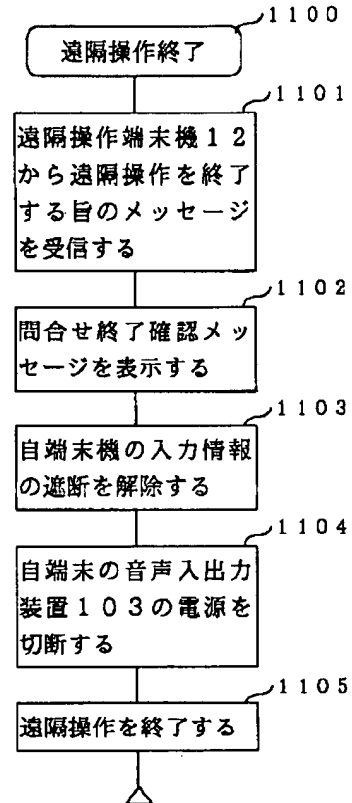 1100
遠隔操作終了
1101
遠隔操作端末機12
から遠隔操作を終了
する旨のメッセージ
を受信する
1102
問合せ終了確認メッ
セージを表示する
1103
自端末機の入力情報
の遮断を解除する
1104
自端末の音声入出力
装置103の電源を
切断する
1105
遠隔操作を終了する